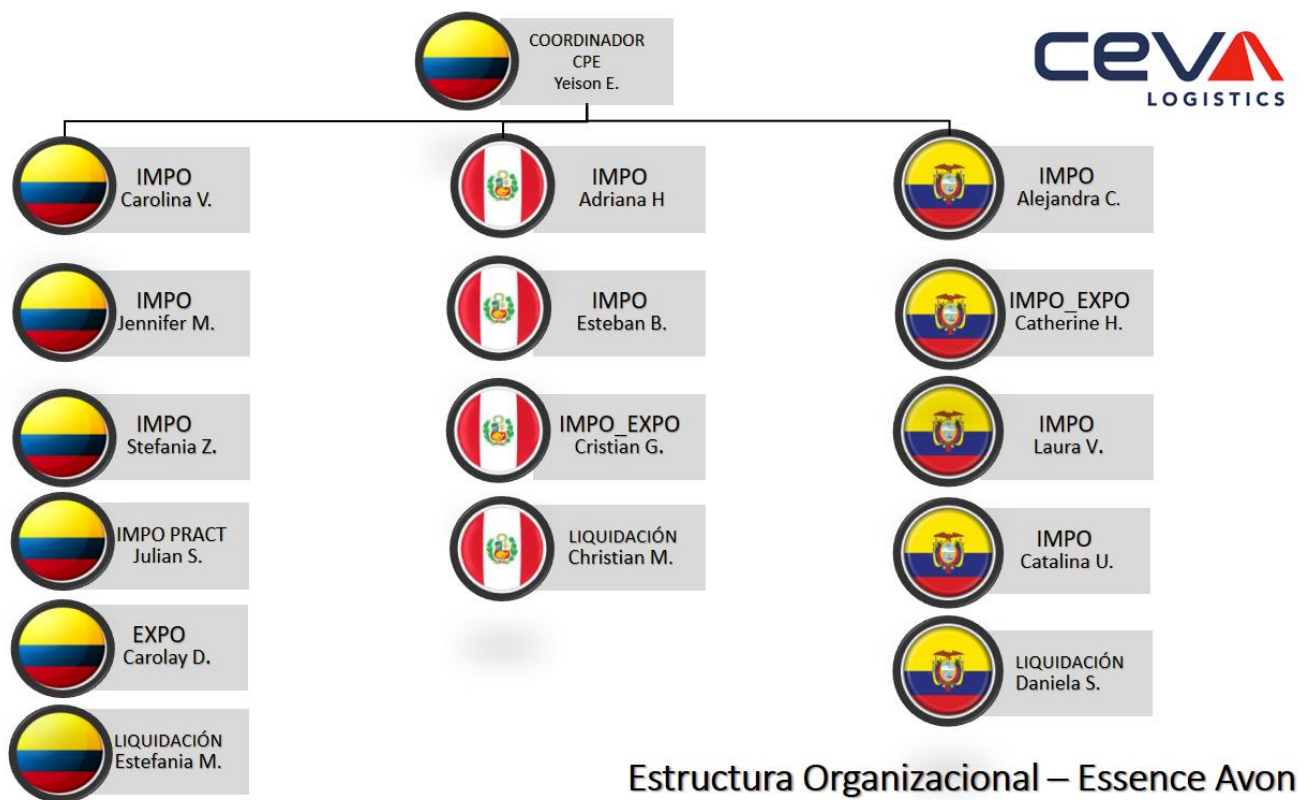 COORDINADOR
CPE
Yeison E.
CEVA
LOGISTICS
IMPO
Carolina V.
IMPO
Jennifer M.
IMPO
Stefania Z.
IMPO PRACT
Julian S.
EXPO
Carolay D.
LIQUIDACIÓN
Estefania M.
IMPO
Adriana H
IMPO
Esteban B.
IMPO_EXPO
Cristian G.
LIQUIDACIÓN
Christian M.
IMPO
Alejandra C.
IMPO_EXPO
Catherine H.
IMPO
Laura V.
IMPO
Catalina U.
LIQUIDACIÓN
Daniela S.
Estructura Organizacional – Essence Avon